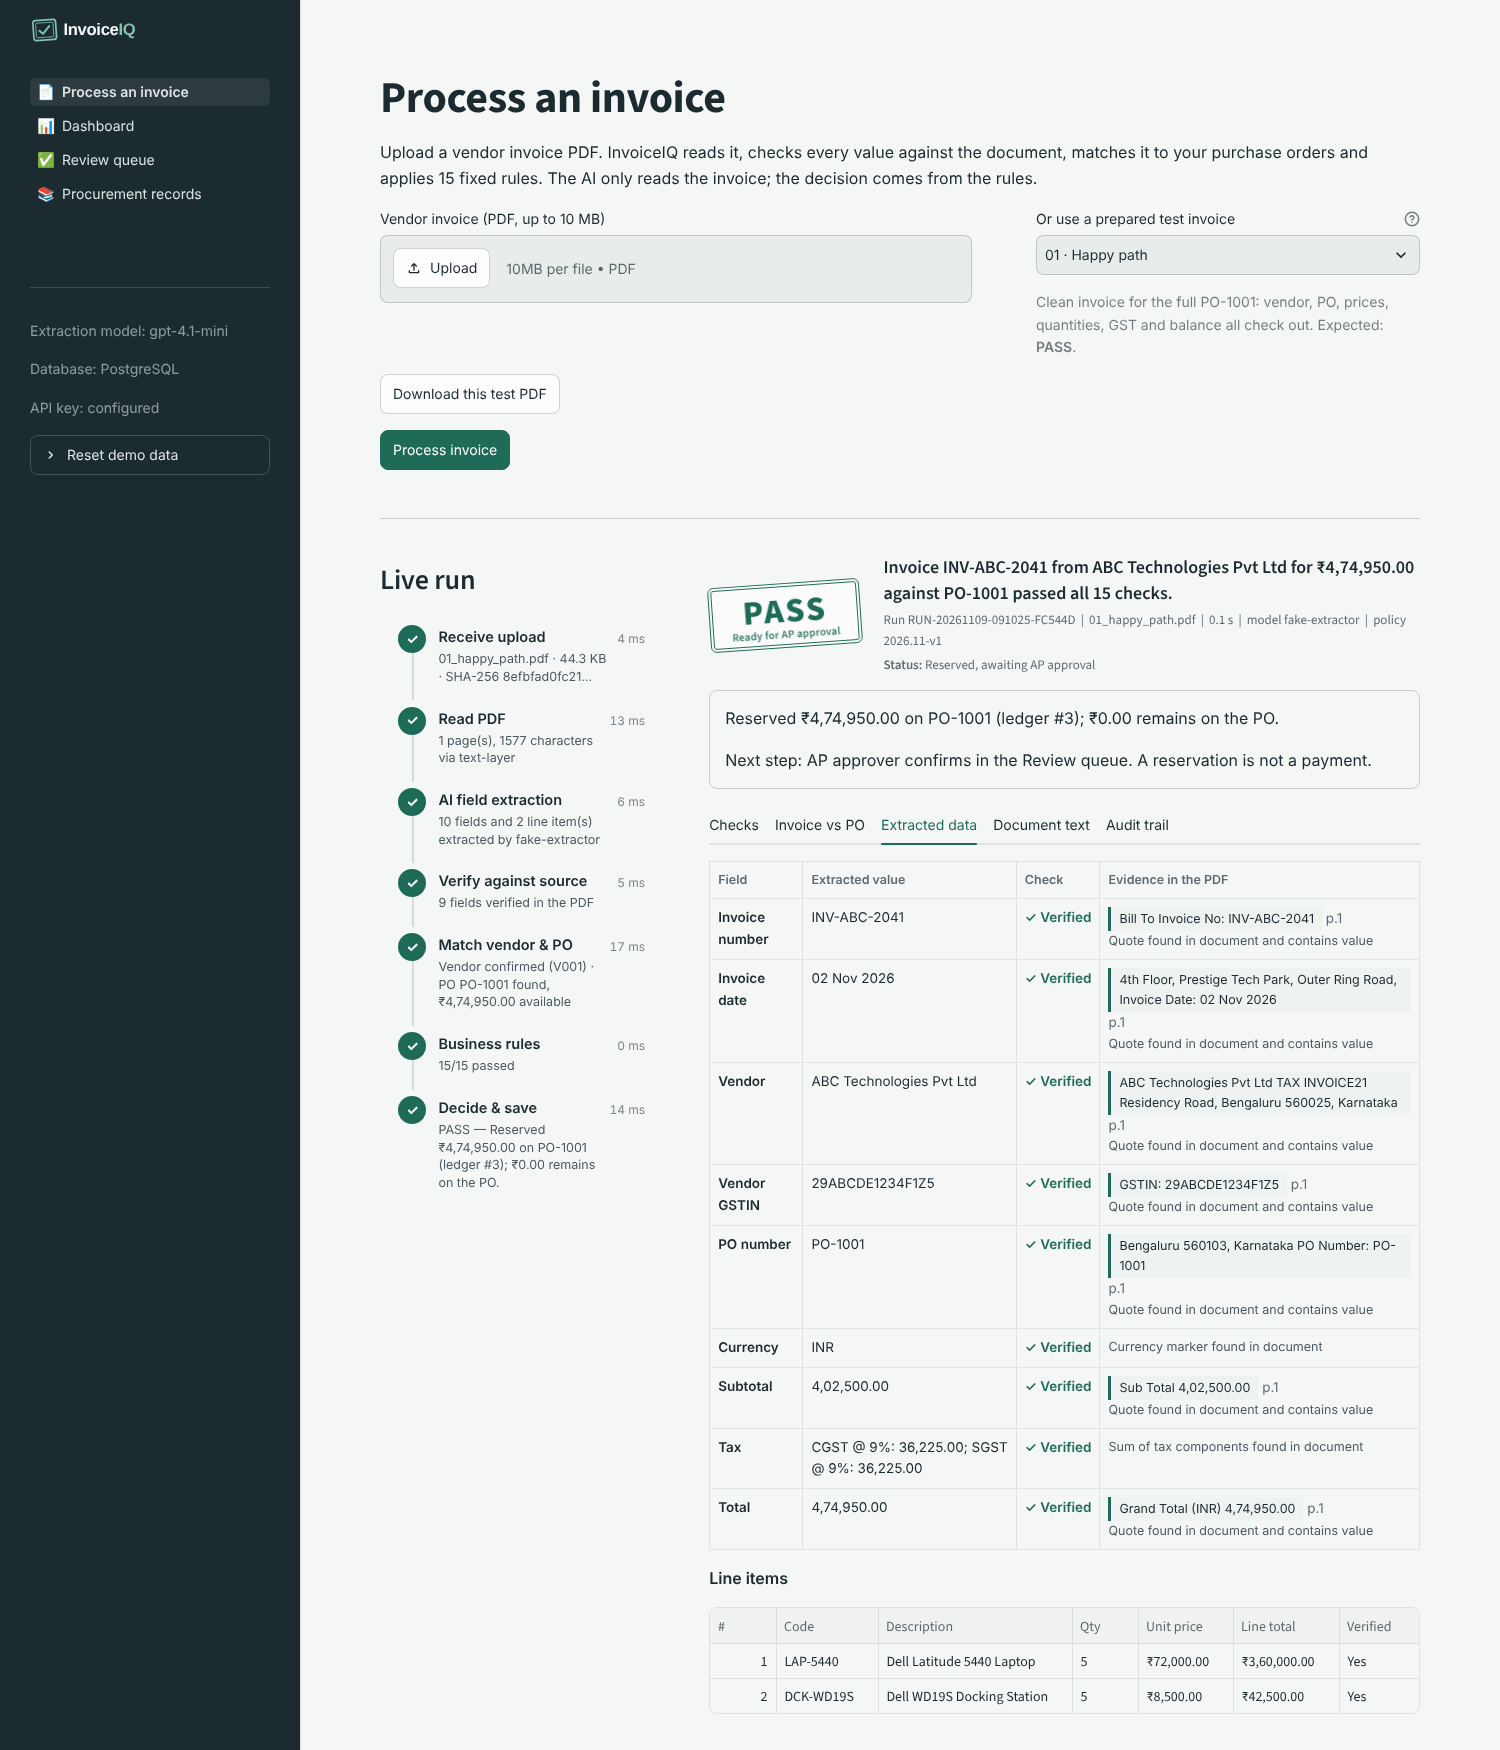 InvoiceIQ
Process an invoice
Dashboard
Review queue
Procurement records
Extraction model: gpt-4.1-mini
Database: PostgreSQL
API key: configured
Reset demo data
Process an invoice
Upload a vendor invoice PDF. InvoiceIQ reads it, checks every value against the document, matches it to your purchase orders and
applies 15 fixed rules. The AI only reads the invoice; the decision comes from the rules.
Vendor invoice (PDF, up to 10 MB)
Upload
10MB per file • PDF
Or use a prepared test invoice
01 · Happy path
Clean invoice for the full PO-1001: vendor, PO, prices,
quantities, GST and balance all check out. Expected:
PASS.
Download this test PDF
Process invoice
Live run
Receive upload 4 ms
01_happy_path.pdf · 44.3 KB
· SHA-256 8efbfad0fc21…
Read PDF 13 ms
1 page(s), 1577 characters
via text-layer
AI field extraction 6 ms
10 fields and 2 line item(s)
extracted by fake-extractor
Verify against source 5 ms
9 fields verified in the PDF
Match vendor & PO 17 ms
Vendor confirmed (V001) ·
PO PO-1001 found,
₹4,74,950.00 available
Business rules 0 ms
15/15 passed
Decide & save 14 ms
PASS — Reserved
₹4,74,950.00 on PO-1001
(ledger #3); ₹0.00 remains
on the PO.
PASS
Ready for AP approval
Invoice INV-ABC-2041 from ABC Technologies Pvt Ltd for ₹4,74,950.00
against PO-1001 passed all 15 checks.
Run RUN-20261109-091025-FC544D | 01_happy_path.pdf | 0.1 s | model fake-extractor | policy
2026.11-v1
Status: Reserved, awaiting AP approval
Reserved ₹4,74,950.00 on PO-1001 (ledger #3); ₹0.00 remains on the PO.
Next step: AP approver confirms in the Review queue. A reservation is not a payment.
Checks Invoice vs PO Extracted data Document text Audit trail
Field Extracted value Check Evidence in the PDF
Invoice
number
INV-ABC-2041
✓ Verified
Bill To Invoice No: INV-ABC-2041 p.1
Quote found in document and contains value
Invoice
date
02 Nov 2026
✓ Verified
4th Floor, Prestige Tech Park, Outer Ring Road,
Invoice Date: 02 Nov 2026
p.1
Quote found in document and contains value
Vendor
ABC Technologies Pvt Ltd
✓ Verified
ABC Technologies Pvt Ltd TAX INVOICE21
Residency Road, Bengaluru 560025, Karnataka
p.1
Quote found in document and contains value
Vendor
GSTIN
29ABCDE1234F1Z5
✓ Verified
GSTIN: 29ABCDE1234F1Z5 p.1
Quote found in document and contains value
PO number
PO-1001
✓ Verified
Bengaluru 560103, Karnataka PO Number: PO-
1001
p.1
Quote found in document and contains value
Currency
INR
✓ Verified
Currency marker found in document
Subtotal
4,02,500.00
✓ Verified
Sub Total 4,02,500.00 p.1
Quote found in document and contains value
Tax
CGST @ 9%: 36,225.00; SGST
@ 9%: 36,225.00
✓ Verified
Sum of tax components found in document
Total
4,74,950.00
✓ Verified
Grand Total (INR) 4,74,950.00 p.1
Quote found in document and contains value
Line items
# Code Description Qty Unit price Line total Verified
1 LAP-5440 Dell Latitude 5440 Laptop 5 ₹72,000.00 ₹3,60,000.00 Yes
2 DCK-WD19S Dell WD19S Docking Station 5 ₹8,500.00 ₹42,500.00 Yes